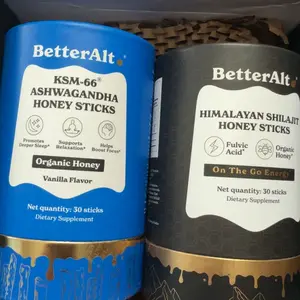 BetterAlt
KSM-66®
ASHWAGANDHA
HONEY STICKS
Promotes
Deeper Sleep*
Supports
Relaxation*
Helps
Boost Focus*
Organic Honey
Vanilla Flavor
Net quantity: 30 sticks
Dietary Supplement
BetterAlt
HIMALAYAN SHILAJIT
HONEY STICKS
Fulvic
Acid*
Organic
Honey*
On The Go Energy
Net quantity: 30 sticks
Dietary Supplement